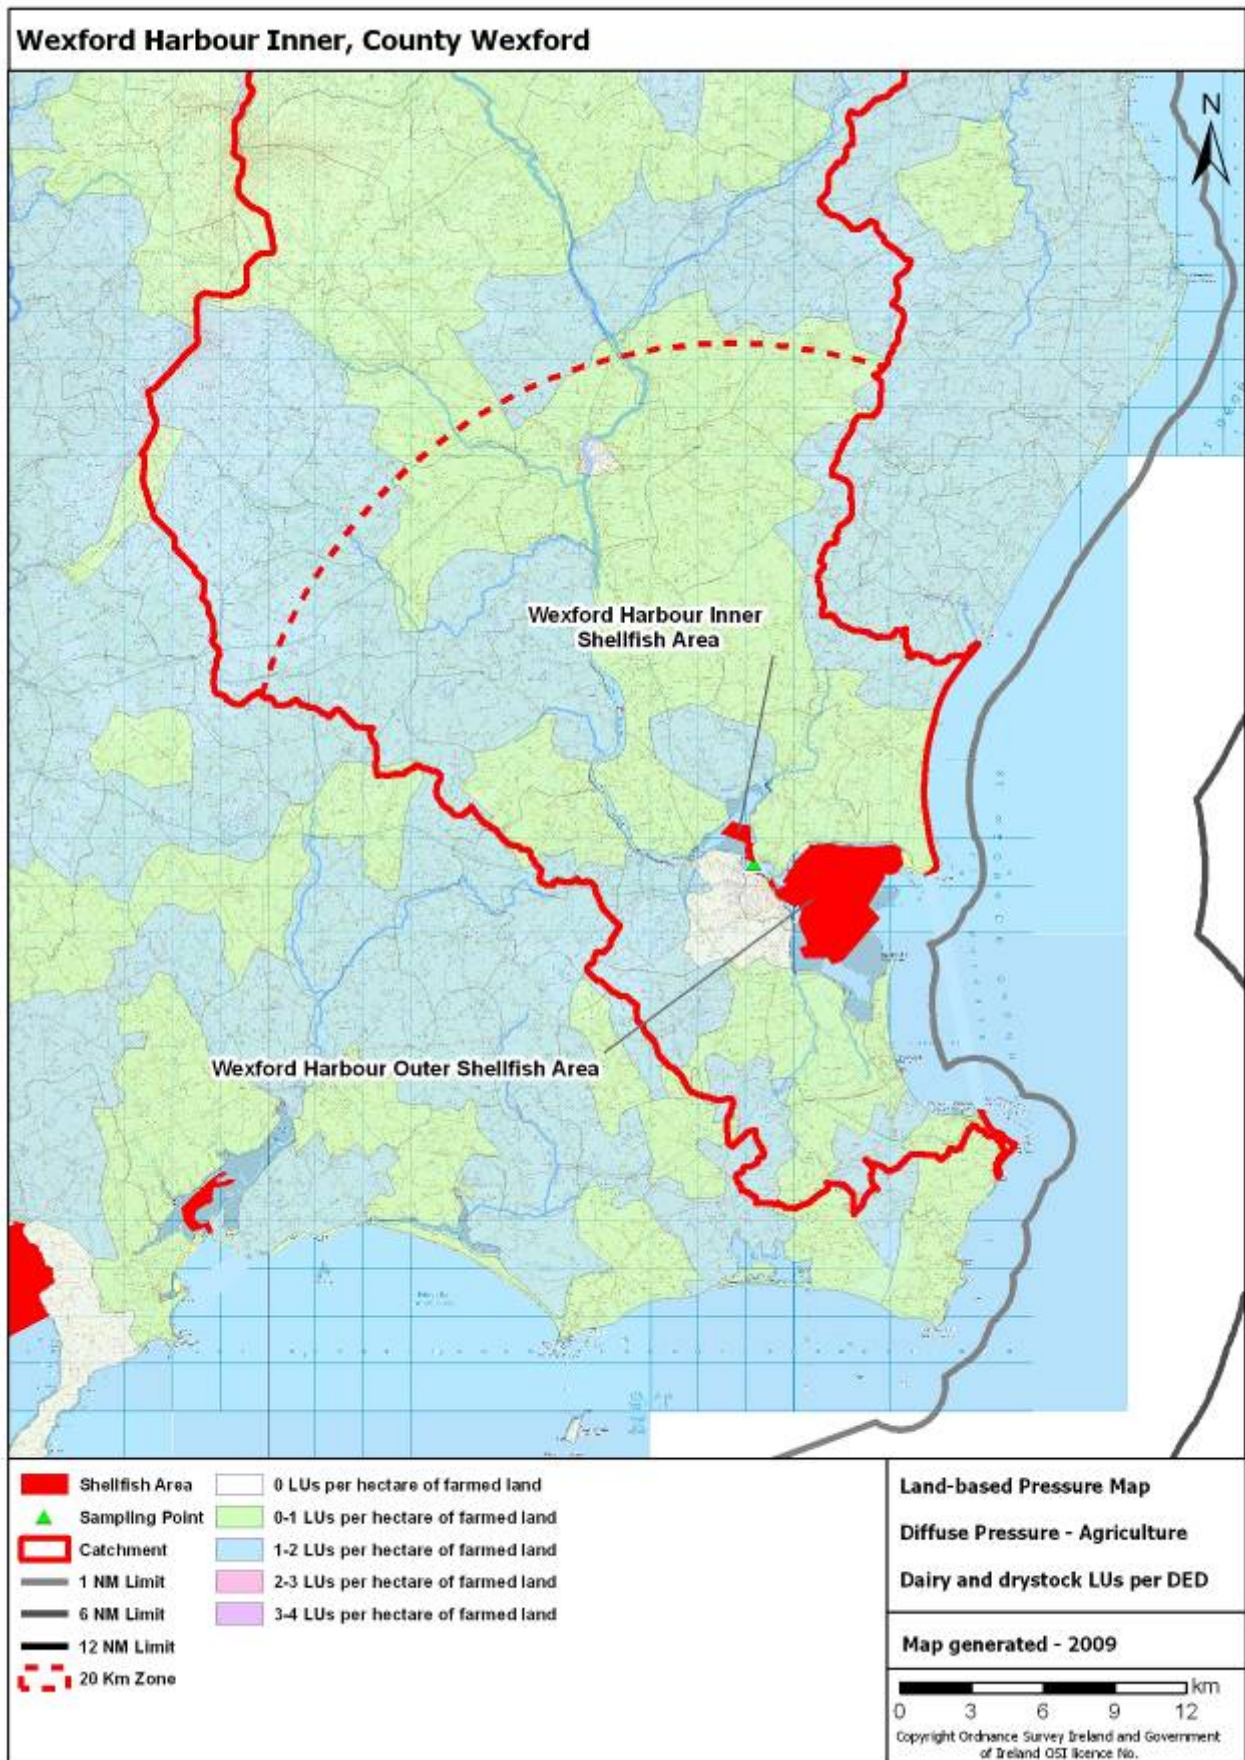 Wexford Harbour Inner, County Wexford
N
Wexford Harbour Inner
Shellfish Area
Wexford Harbour Outer Shellfish Area
Shellfish Area
Sampling Point
Catchment
1 NM Limit
6 NM Limit
12 NM Limit
20 Km Zone
0 LUs per hectare of farmed land
0-1 LUs per hectare of farmed land
1-2 LUs per hectare of farmed land
2-3 LUs per hectare of farmed land
3-4 LUs per hectare of farmed land
Land-based Pressure Map
Diffuse Pressure - Agriculture
Dairy and drystock LUs per DED
Map generated - 2009
km
0 3 6 9 12
Copyright Ordnance Survey Ireland and Government
of Ireland OSI licence No.